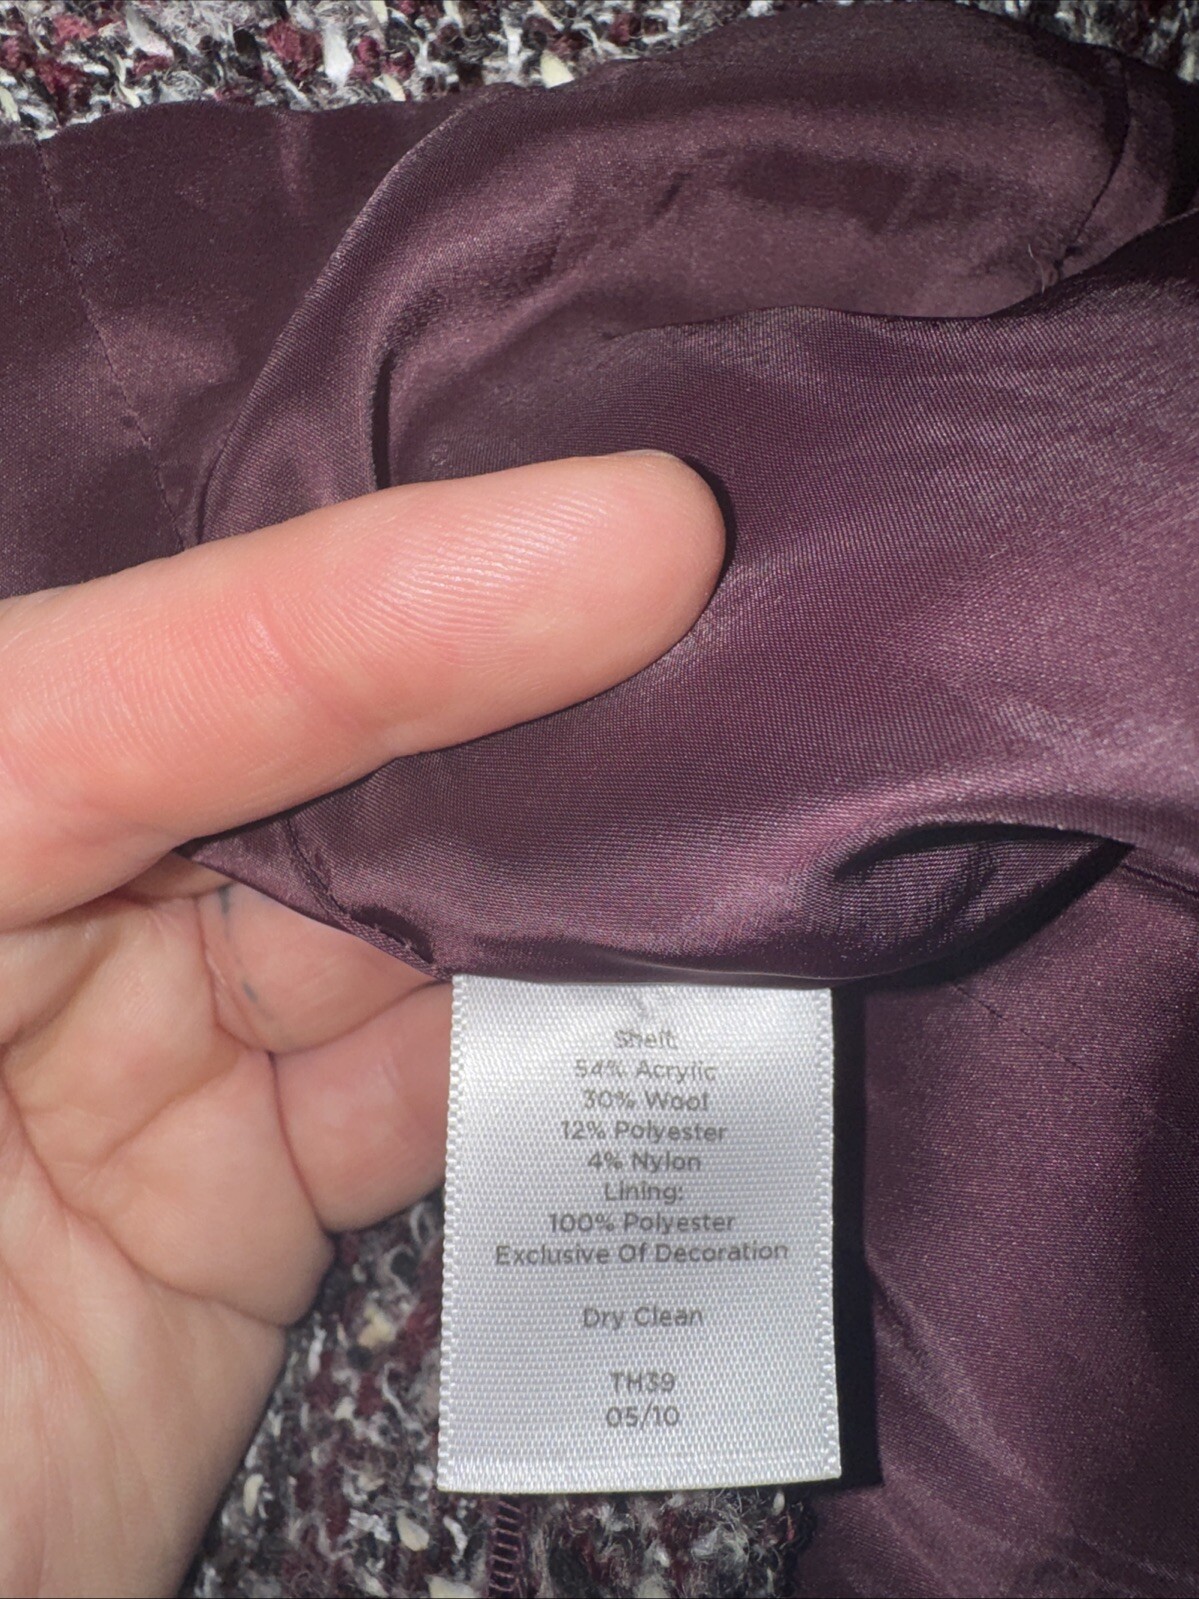 Shell:
54% Acrylic
30% Wool
12% Polyester
4% Nylon
Lining:
100% Polyester
Exclusive Of Decoration
Dry Clean
TH39
05/10